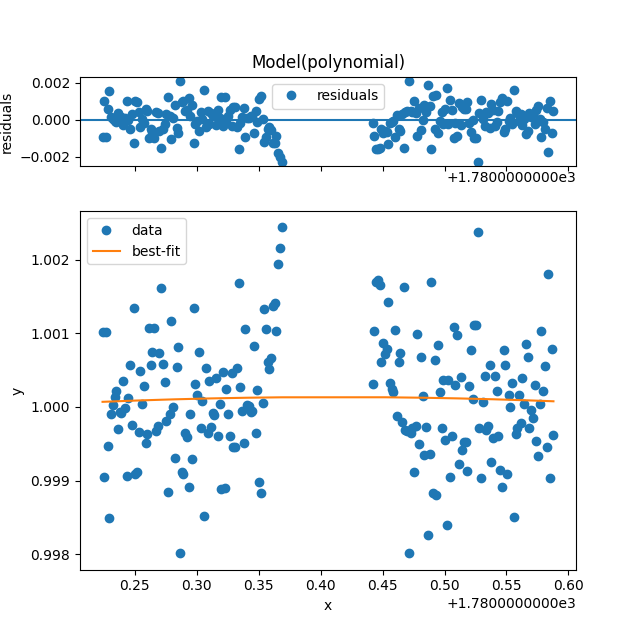 Model(polynomial)
0.002
0.000
−0.002
residuals
residuals
+1.7800000000e3
1.002
1.001
1.000
0.999
0.998
y
data
best-fit
0.25 0.30 0.35 0.40 0.45 0.50 0.55 0.60
x
+1.7800000000e3